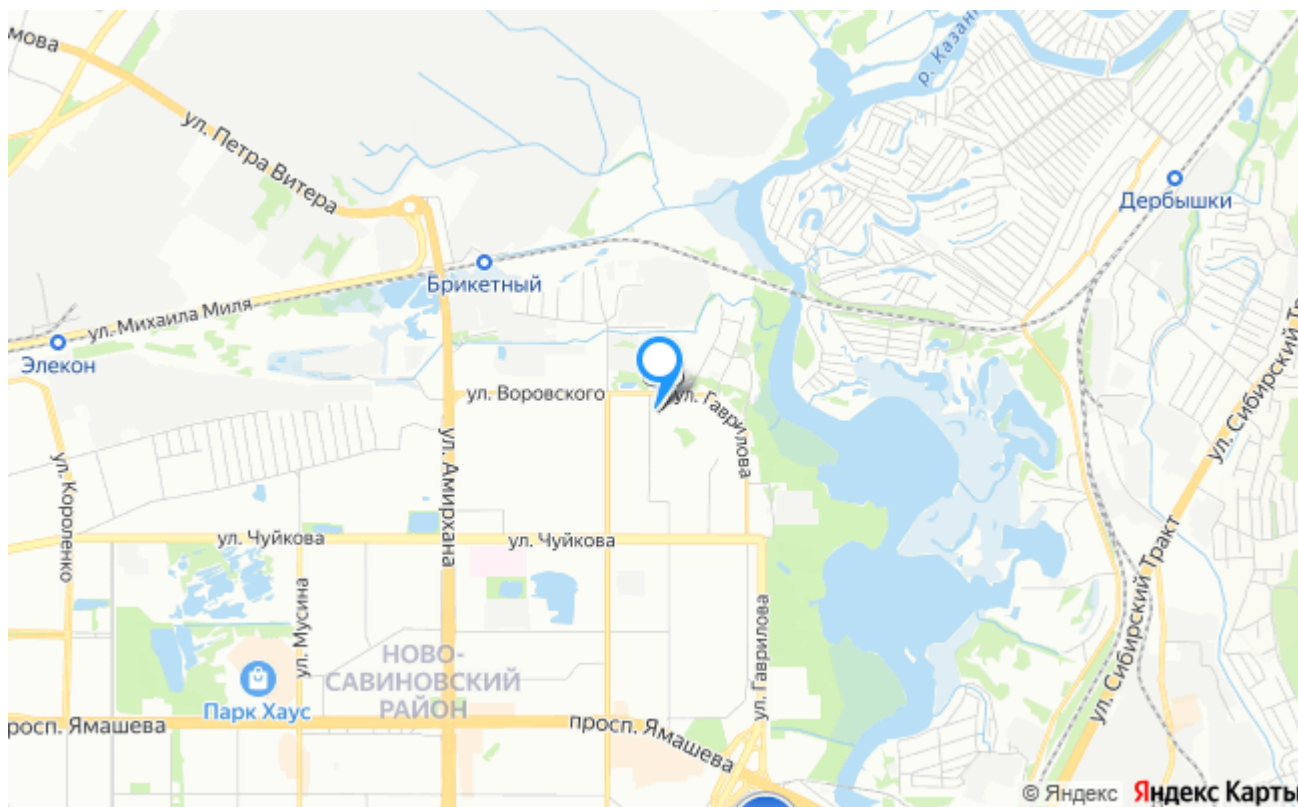 мова
р. Казан
ул. Петра Витера
Дербышки
Брикетный
ул. Михаила Миля
Элекон
ул. Воровского
ул. Гаврилова
ул. Сибирский Тр
ул. Амирхана
ул. Короленко
ул. Чуйкова
ул. Чуйкова
ул. Мусина
ул. Гаврилова
ул. Сибирский Тракт
НОВО-
САВИНОВСКИЙ
РАЙОН
Парк Хаус
росп. Ямашева
просп. Ямашева
© Яндекс Яндекс Карты